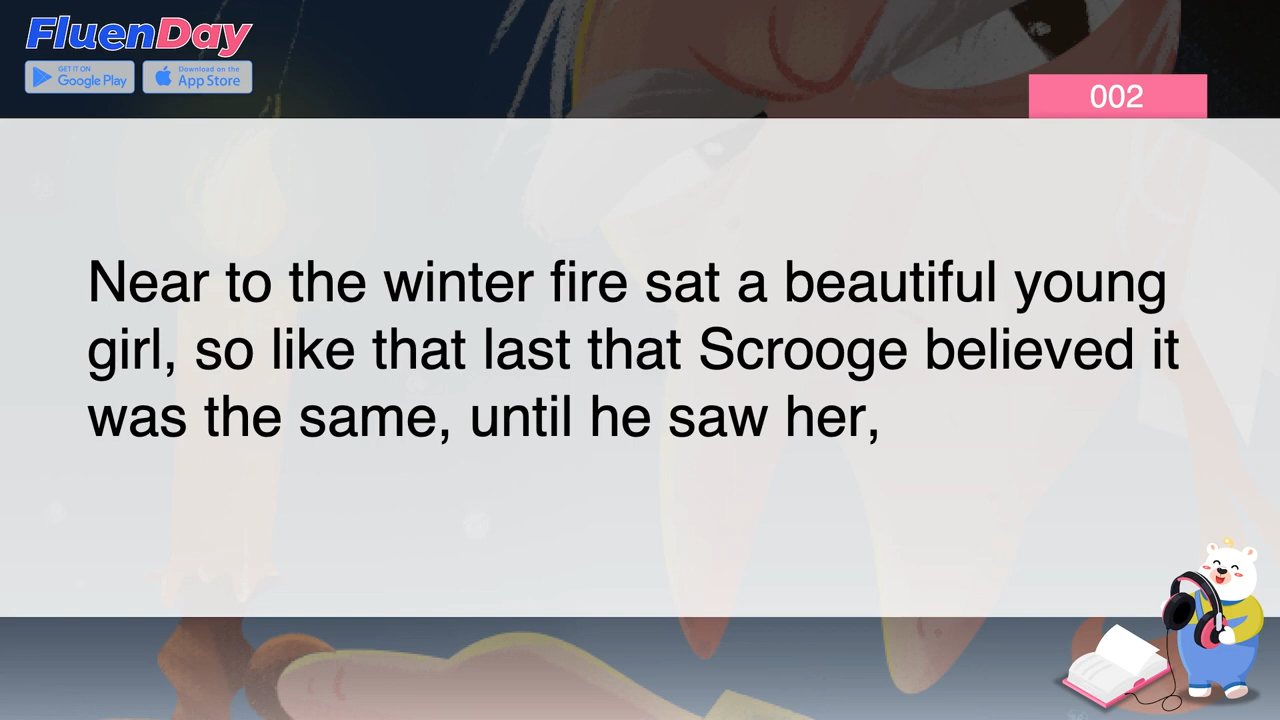 FluenDay
GET IT ON
Google Play
Download on the
App Store
002
Near to the winter fire sat a beautiful young
girl, so like that last that Scrooge believed it
was the same, until he saw her,